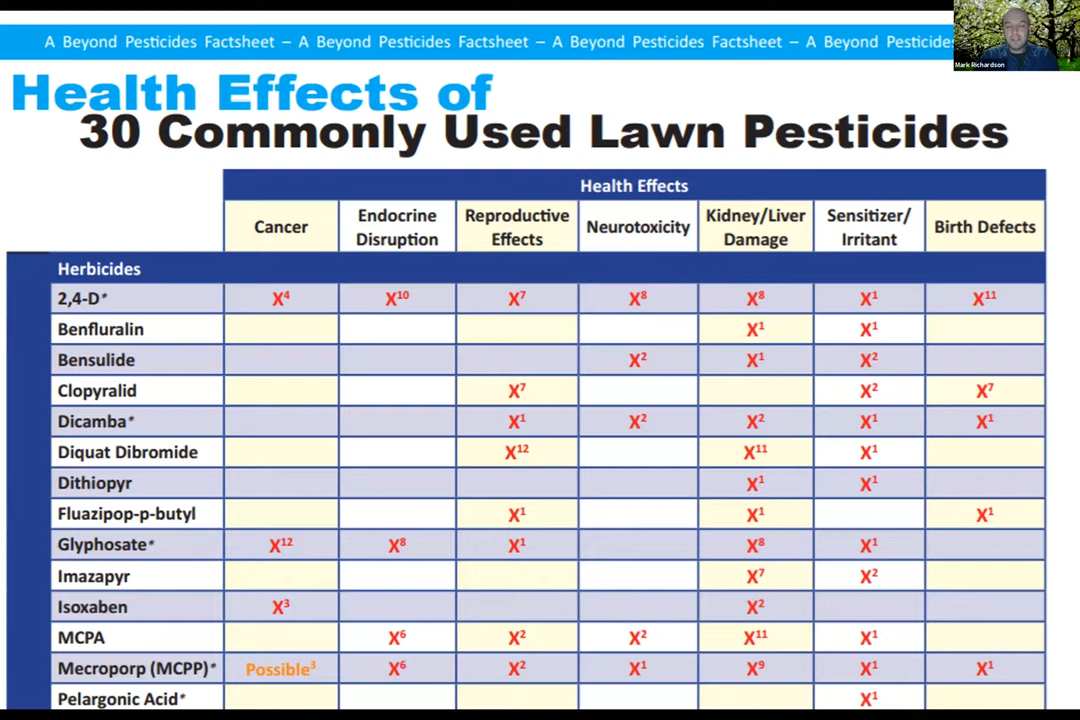 A Beyond Pesticides Factsheet – A Beyond Pesticides Factsheet – A Beyond Pesticides Factsheet – A Beyond Pesticides
Mark Richardson
Health Effects of
30 Commonly Used Lawn Pesticides
Health Effects
Cancer Endocrine Disruption Reproductive Effects Neurotoxicity Kidney/Liver Damage Sensitizer/ Irritant Birth Defects
Herbicides
2,4-D* X4 X10 X7 X8 X8 X1 X11
Benfluralin X1 X1
Bensulide X2 X1 X2
Clopyralid X7 X2 X7
Dicamba* X1 X2 X2 X1 X1
Diquat Dibromide X12 X11 X1
Dithiopyr X1 X1
Fluazipop-p-butyl X1 X1 X1
Glyphosate* X12 X8 X1 X8 X1
Imazapyr X7 X2
Isoxaben X3 X2
MCPA X6 X2 X2 X11 X1
Mecroporp (MCPP)* Possible3 X6 X2 X1 X9 X1 X1
Pelargonic Acid* X1